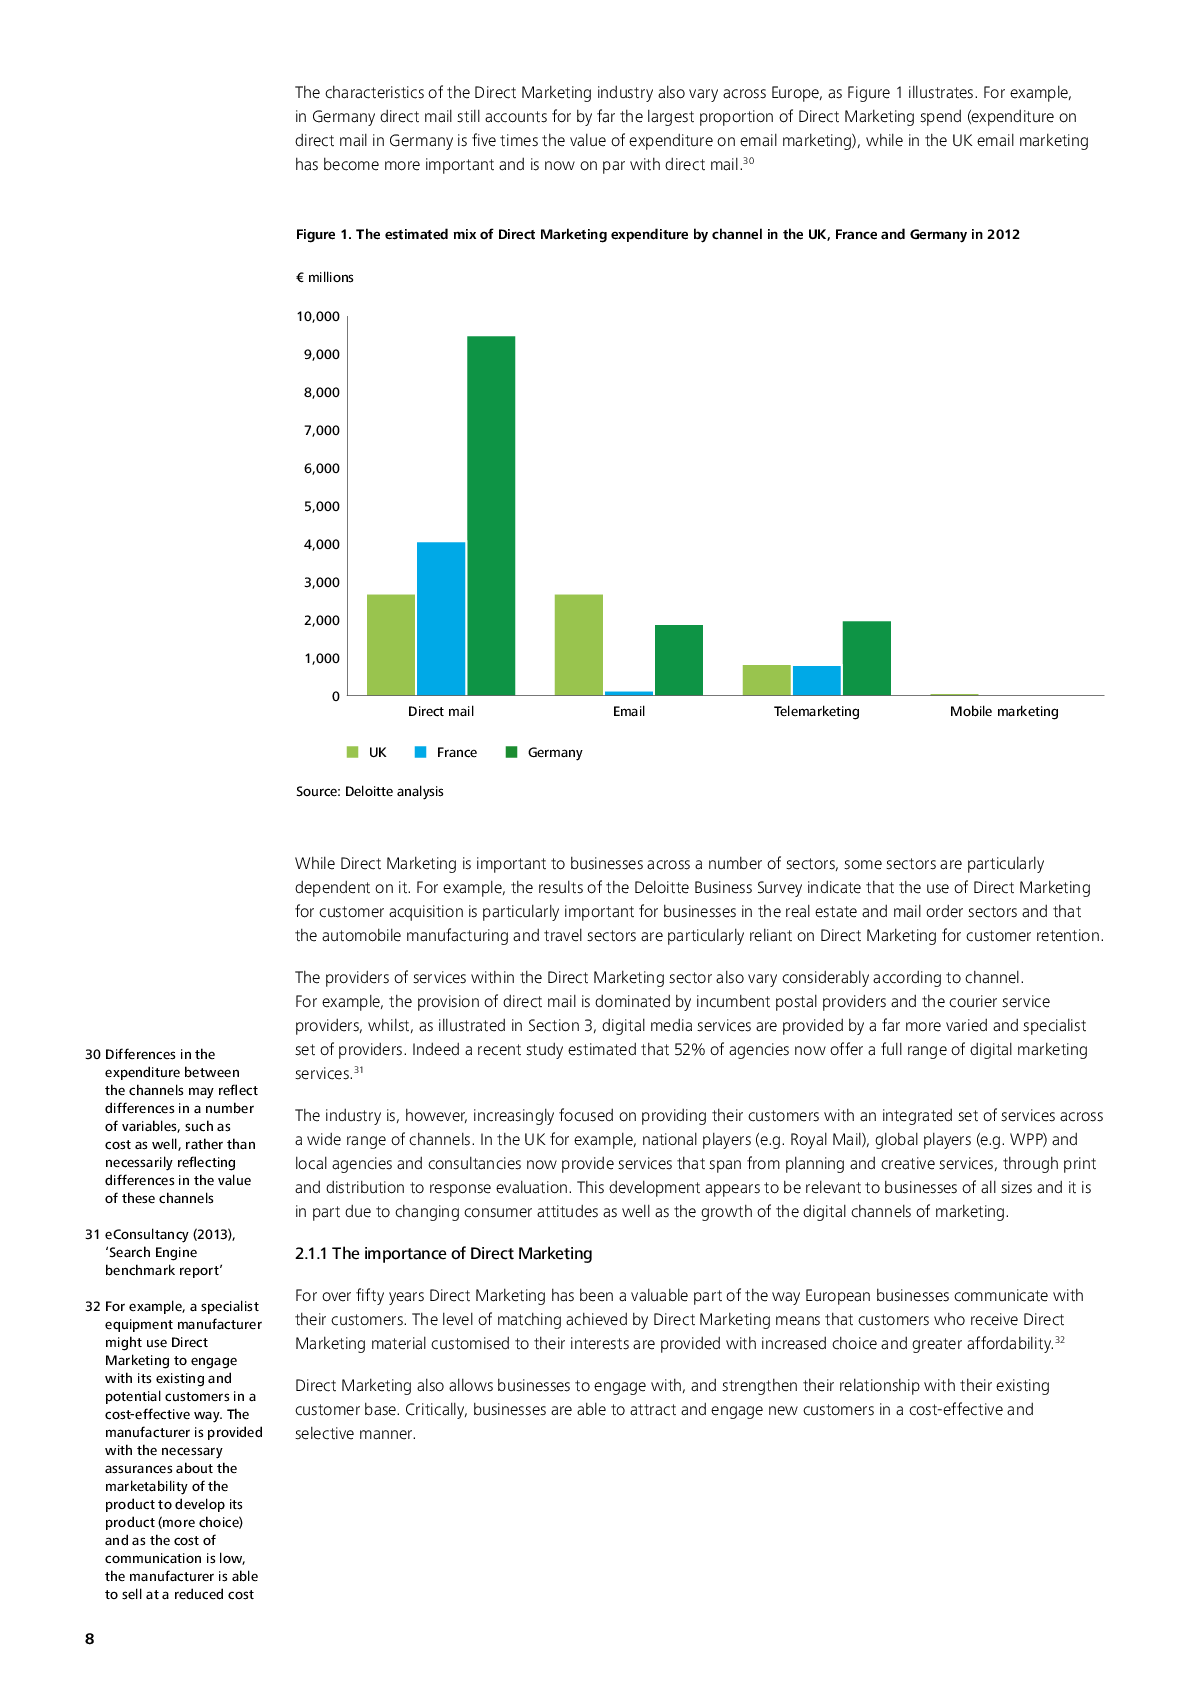 The characteristics of the Direct Marketing industry also vary across Europe, as Figure 1 illustrates. For example,
in Germany direct mail still accounts for by far the largest proportion of Direct Marketing spend (expenditure on
direct mail in Germany is five times the value of expenditure on email marketing), while in the UK email marketing
has become more important and is now on par with direct mail.30
Figure 1. The estimated mix of Direct Marketing expenditure by channel in the UK, France and Germany in 2012
€ millions
10,000
9,000
8,000
7,000
6,000
5,000
4,000
3,000
2,000
1,000
0
Direct mail Email Telemarketing Mobile marketing
UK France Germany
Source: Deloitte analysis
While Direct Marketing is important to businesses across a number of sectors, some sectors are particularly
dependent on it. For example, the results of the Deloitte Business Survey indicate that the use of Direct Marketing
for customer acquisition is particularly important for businesses in the real estate and mail order sectors and that
the automobile manufacturing and travel sectors are particularly reliant on Direct Marketing for customer retention.
The providers of services within the Direct Marketing sector also vary considerably according to channel.
For example, the provision of direct mail is dominated by incumbent postal providers and the courier service
providers, whilst, as illustrated in Section 3, digital media services are provided by a far more varied and specialist
set of providers. Indeed a recent study estimated that 52% of agencies now offer a full range of digital marketing
services.31
The industry is, however, increasingly focused on providing their customers with an integrated set of services across
a wide range of channels. In the UK for example, national players (e.g. Royal Mail), global players (e.g. WPP) and
local agencies and consultancies now provide services that span from planning and creative services, through print
and distribution to response evaluation. This development appears to be relevant to businesses of all sizes and it is
in part due to changing consumer attitudes as well as the growth of the digital channels of marketing.
2.1.1 The importance of Direct Marketing
For over fifty years Direct Marketing has been a valuable part of the way European businesses communicate with
their customers. The level of matching achieved by Direct Marketing means that customers who receive Direct
Marketing material customised to their interests are provided with increased choice and greater affordability.32
Direct Marketing also allows businesses to engage with, and strengthen their relationship with their existing
customer base. Critically, businesses are able to attract and engage new customers in a cost-effective and
selective manner.
30 Differences in the
expenditure between
the channels may reflect
differences in a number
of variables, such as
cost as well, rather than
necessarily reflecting
differences in the value
of these channels
31 eConsultancy (2013),
‘Search Engine
benchmark report’
32 For example, a specialist
equipment manufacturer
might use Direct
Marketing to engage
with its existing and
potential customers in a
cost-effective way. The
manufacturer is provided
with the necessary
assurances about the
marketability of the
product to develop its
product (more choice)
and as the cost of
communication is low,
the manufacturer is able
to sell at a reduced cost
8